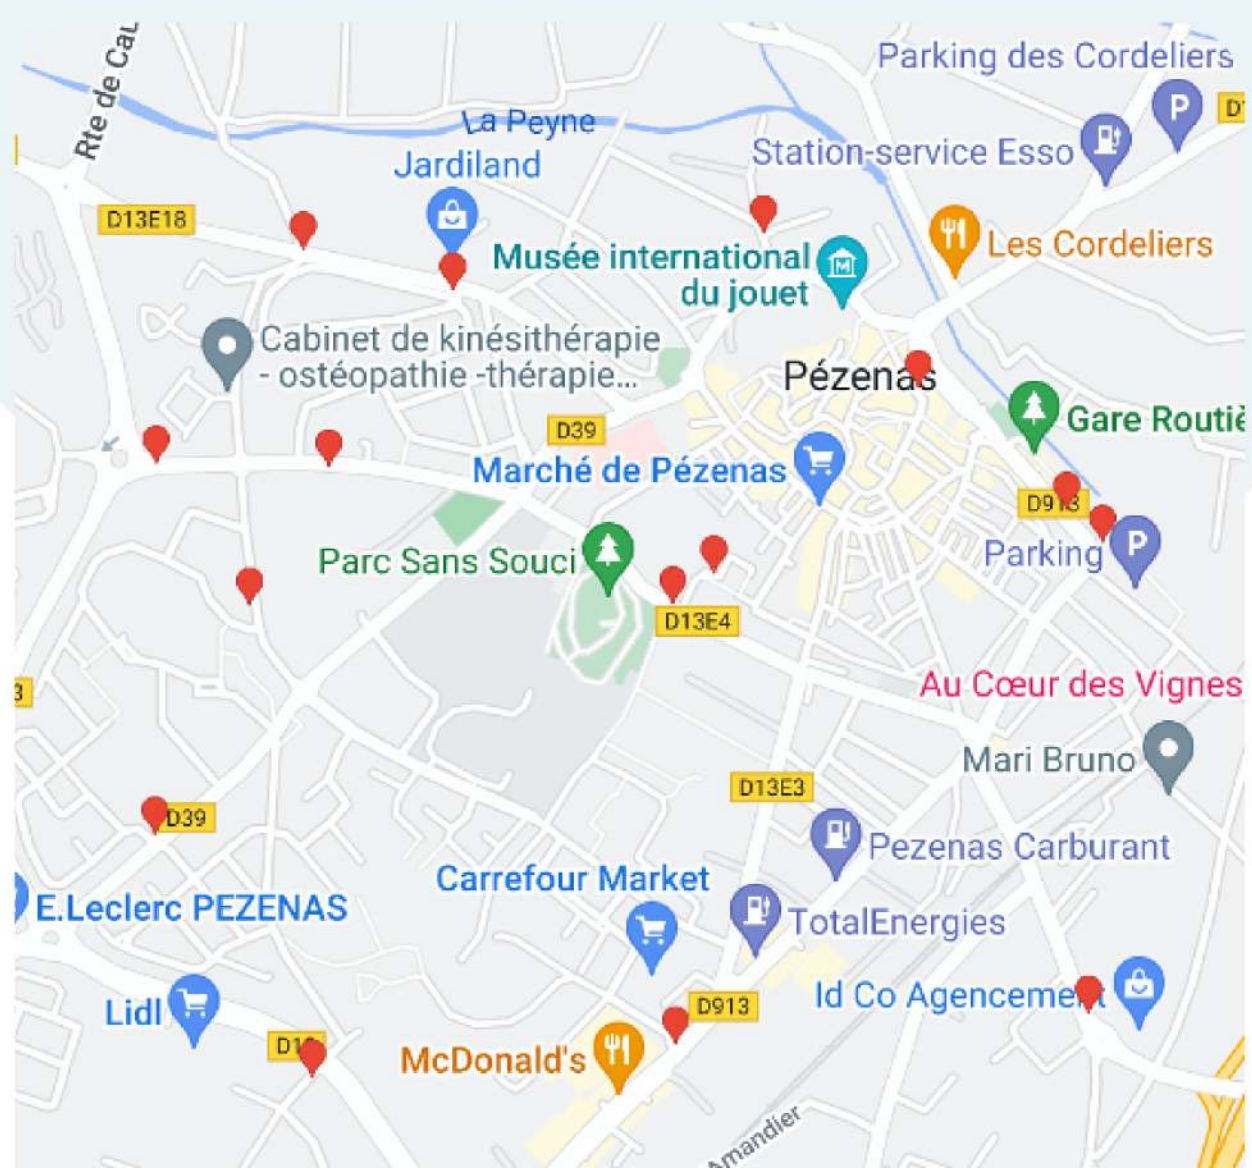 Rte de Cau
Parking des Cordeliers
P
La Peyne
Station-service Esso
Jardiland
D13E18
Les Cordeliers
Musée international
du jouet
M
Cabinet de kinésithérapie
- ostéopathie -thérapie...
Pézenas
Gare Routiè
D39
Marché de Pézenas
D913
Parking
P
Parc Sans Souci
D13E4
3
Au Cœur des Vignes
Mari Bruno
D13E3
D39
Pezenas Carburant
Carrefour Market
E.Leclerc PEZENAS
TotalEnergies
Id Co Agencement
Lidl
D913
McDonald's
Amandier